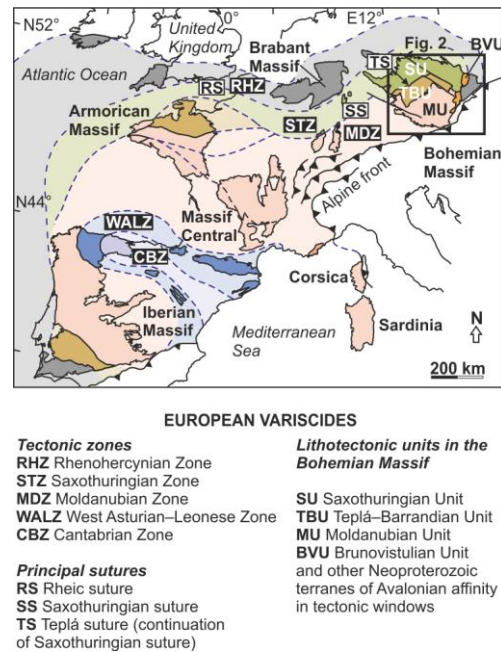 N52°
United
Kingdom
0°
E12°
Fig. 2
BVU
Brabant
Massif
TS
SU
Atlantic Ocean
RS
RHZ
TBU
SS
MU
Armorican
Massif
STZ
MDZ
Bohemian
Massif
Alpine front
N44°
Massif
Central
WALZ
CBZ
Corsica
Iberian
Massif
Mediterranean
Sea
Sardinia
N
200 km
EUROPEAN VARISCIDES
Tectonic zones
RHZ Rhenohercynian Zone
STZ Saxothuringian Zone
MDZ Moldanubian Zone
WALZ West Asturian–Leonese Zone
CBZ Cantabrian Zone
Principal sutures
RS Rheic suture
SS Saxothuringian suture
TS Teplá suture (continuation
of Saxothuringian suture)
Lithotectonic units in the
Bohemian Massif
SU Saxothuringian Unit
TBU Teplá–Barrandian Unit
MU Moldanubian Unit
BVU Brunovistulian Unit
and other Neoproterozoic
terranes of Avalonian affinity
in tectonic windows